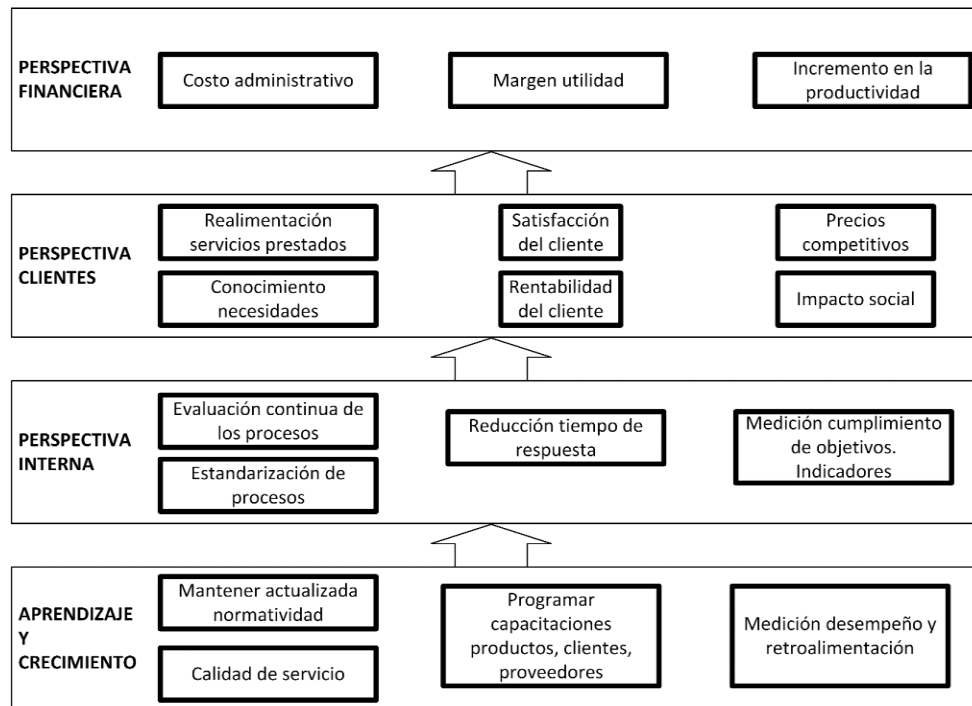 PERSPECTIVA
FINANCIERA
Costo administrativo
Margen utilidad
Incremento en la
productividad
PERSPECTIVA
CLIENTES
Realimentación
servicios prestados
Satisfacción
del cliente
Precios
competitivos
Conocimiento
necesidades
Rentabilidad
del cliente
Impacto social
PERSPECTIVA
INTERNA
Evaluación continua de
los procesos
Estandarización de
procesos
Reducción tiempo de
respuesta
Medición cumplimiento
de objetivos.
Indicadores
APRENDIZAJE
Y
CRECIMIENTO
Mantener actualizada
normatividad
Calidad de servicio
Programar
capacitaciones
productos, clientes,
proveedores
Medición desempeño y
retroalimentación